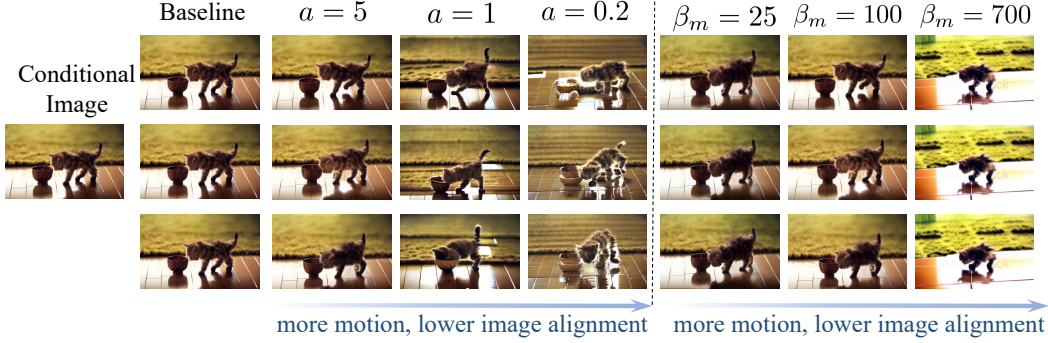 Baseline
a = 5
a = 1
a = 0.2
β_m = 25
β_m = 100
β_m = 700
Conditional
Image
more motion, lower image alignment
more motion, lower image alignment